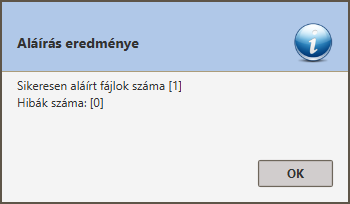 Aláírás eredménye
Sikeresen aláírt fájlok száma [1]
Hibák száma: [0]
OK